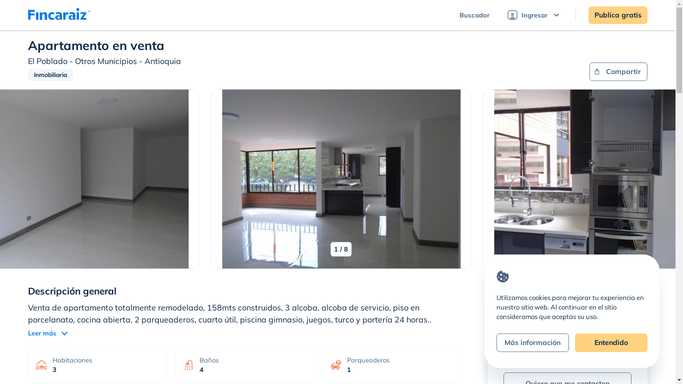 Fincaraíz
Buscador
Ingresar
Publica gratis
Apartamento en venta
El Poblado - Otros Municipios - Antioquia
Inmobiliaria
Compartir
1 / 8
Descripción general
Venta de apartamento totalmente remodelado, 158mts construidos, 3 alcoba, alcoba de servicio, piso en
porcelanato, cocina abierta, 2 parqueaderos, cuarto útil, piscina gimnasio, juegos, turco y portería 24 horas..
Leer más
Habitaciones
3
Baños
4
Parqueaderos
1
Utilizamos cookies para mejorar tu experiencia en
nuestro sitio web. Al continuar en el sitio
consideramos que aceptas su uso.
Más información
Entendido
Quiero que me contacten